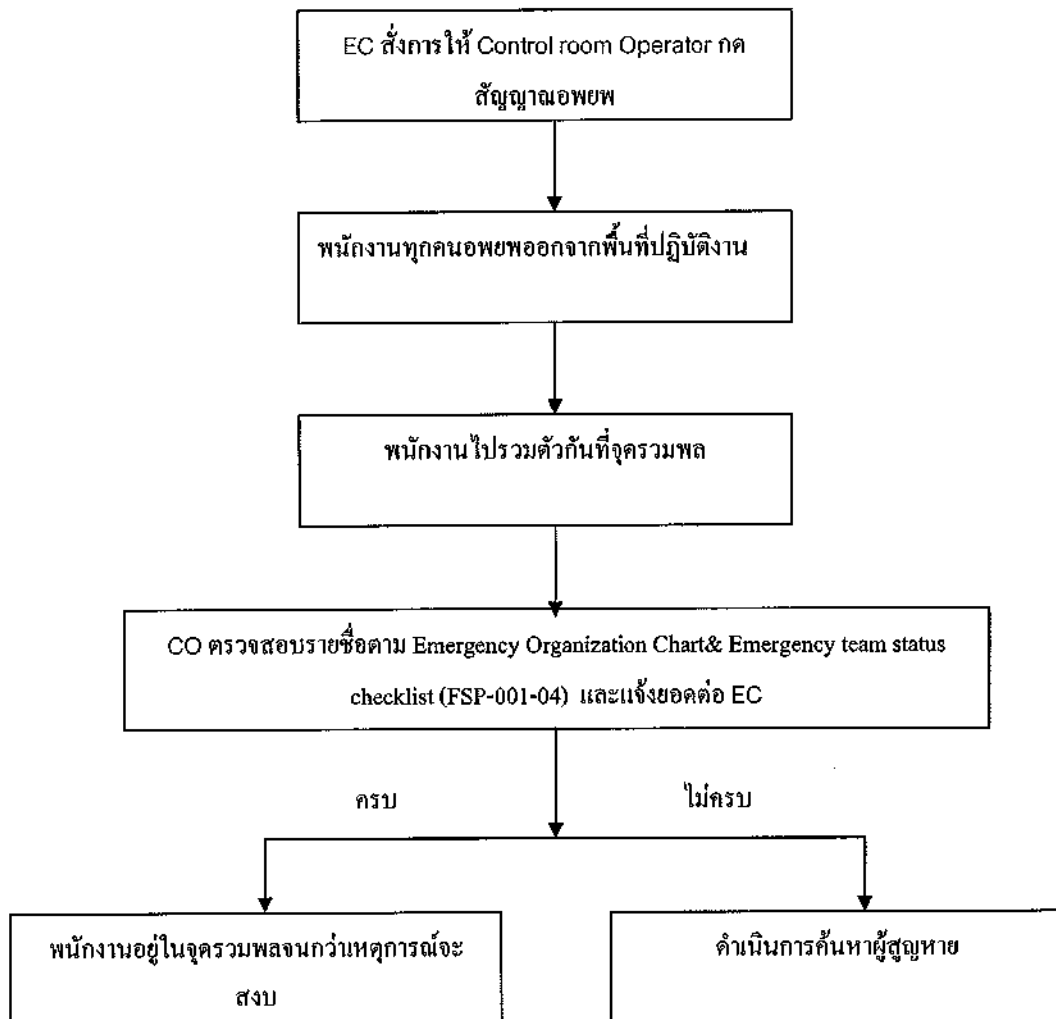 EC สั่งการให้ Control room Operator กด
สัญญาณอพยพ
พนักงานทุกคนอพยพออกจากพื้นที่ปฏิบัติงาน
พนักงานไปรวมตัวกันที่จุดรวมพล
CO ตรวจสอบรายชื่อตาม Emergency Organization Chart& Emergency team status
checklist (FSP-001-04) และแจ้งยอดต่อ EC
ครบ
ไม่ครบ
พนักงานอยู่ในจุดรวมพลจนกว่าเหตุการณ์จะ
สงบ
ดำเนินการค้นหาผู้สูญหาย